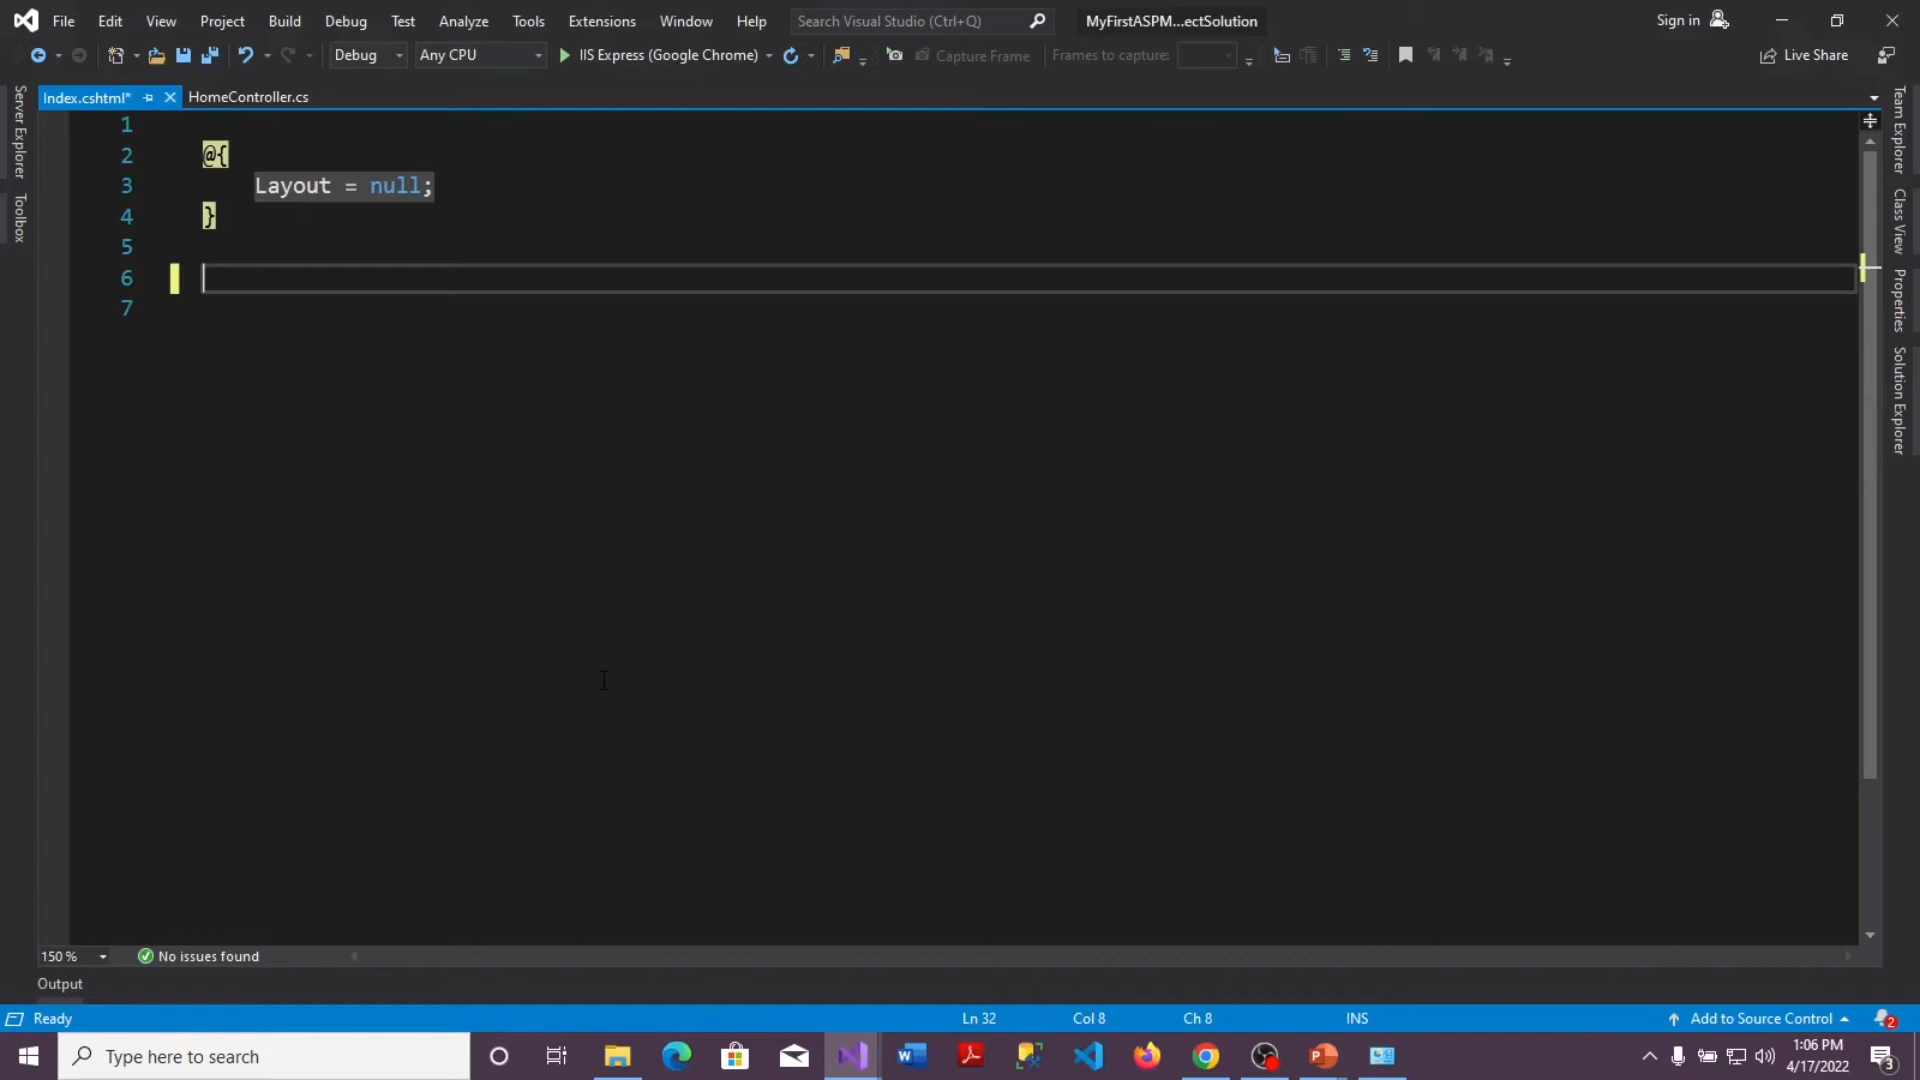 File Edit View Project Build Debug Test Analyze Tools Extensions Window Help Search Visual Studio (Ctrl+Q) MyFirstASPM...ectSolution Sign in
Debug Any CPU IIS Express (Google Chrome) Capture Frame Frames to capture: Live Share
Index.cshtml* HomeController.cs
Server Explorer
Toolbox
1
2 @{
3 Layout = null;
4 }
5
6
7
Team Explorer
Class View
Properties
Solution Explorer
150 % No issues found
Output
Ready Ln 32 Col 8 Ch 8 INS Add to Source Control 2
Type here to search
1:06 PM
4/17/2022
3